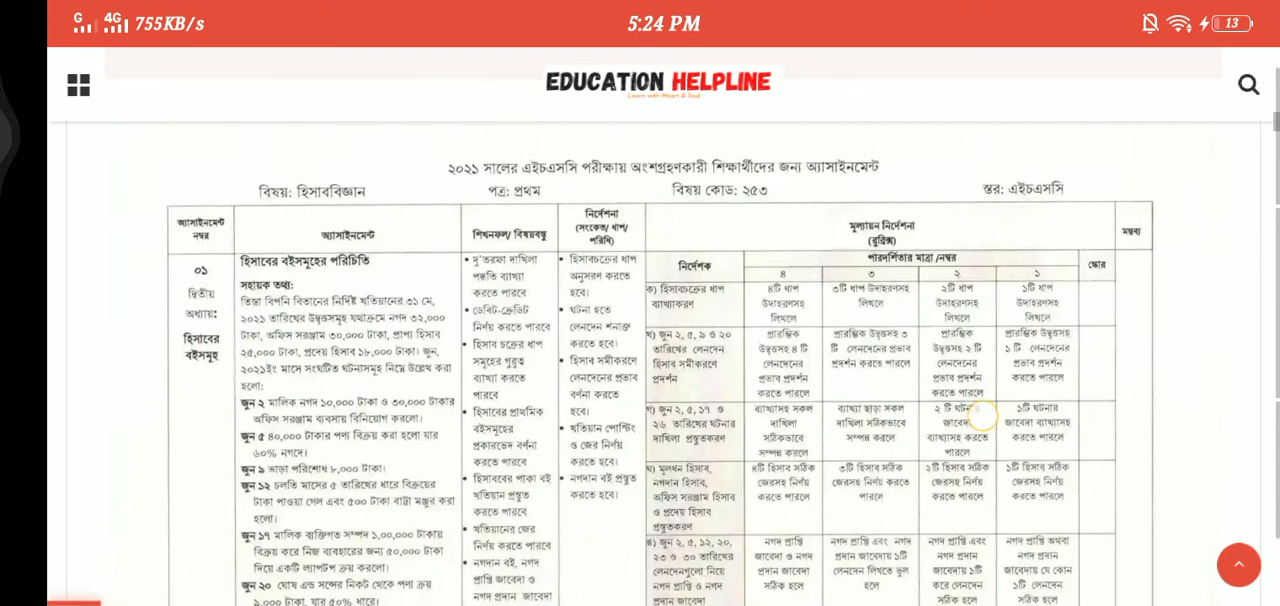 G 4G 755KB/s 5:24 PM 13
EDUCATION HELPLINE
Learn with Heart & Soul
২০২১ সালের এইচএসসি পরীক্ষায় অংশগ্রহণকারী শিক্ষার্থীদের জন্য অ্যাসাইনমেন্ট
বিষয়: হিসাববিজ্ঞান পত্র: প্রথম বিষয় কোড: ২৫৩ স্তর: এইচএসসি
অ্যাসাইনমেন্ট
নম্বর
অ্যাসাইনমেন্ট
শিখনফল/ বিষয়বস্তু
নির্দেশনা
(সংকেত/ ধাপ/
পরিধি)
মূল্যায়ন নির্দেশনা
(রুব্রিক্স)
মন্তব্য
নির্দেশক
পারদর্শিতার মাত্রা /নম্বর
স্কোর
৪ ৩ ২ ১
০১
দ্বিতীয়
অধ্যায়:
হিসাবের
বইসমূহ
হিসাবের বইসমূহের পরিচিতি
সহায়ক তথ্য:
তিস্তা বিপনি বিতানের নির্দিষ্ট খতিয়ানের ৩১ মে,
২০২১ তারিখের উদ্বৃত্তসমূহ যথাক্রমে নগদ ৩২,০০০
টাকা, অফিস সরঞ্জাম ৩০,০০০ টাকা, প্রাপ্য হিসাব
২৫,০০০ টাকা, প্রদেয় হিসাব ১৮,০০০ টাকা। জুন,
২০২১ইং মাসে সংঘটিত ঘটনাসমূহ নিম্নে উল্লেখ করা
হলো:
জুন ২ মালিক নগদ ১০,০০০ টাকা ও ৩০,০০০ টাকার
অফিস সরঞ্জাম ব্যবসায় বিনিয়োগ করলো।
জুন ৫ ৪০,০০০ টাকার পণ্য বিক্রয় করা হলো যার
৬০% নগদে।
জুন ৯ ভাড়া পরিশোধ ৮,০০০ টাকা।
জুন ১২ চলতি মাসের ৫ তারিখের ধারে বিক্রয়ের
টাকা পাওয়া গেল এবং ৫০০ টাকা বাট্টা মঞ্জুর করা
হলো।
জুন ১৭ মালিক ব্যক্তিগত সম্পদ ১,০০,০০০ টাকায়
বিক্রয় করে নিজ ব্যবহারের জন্য ৫০,০০০ টাকা
দিয়ে একটি ল্যাপটপ ক্রয় করলো।
জুন ২০ ঘোষ এন্ড সন্সের নিকট থেকে পণ্য ক্রয়
৯,০০০ টাকা, যার ৫০% ধারে।
• দু'তরফা দাখিলা
পদ্ধতি ব্যাখ্যা
করতে পারবে
• ডেবিট-ক্রেডিট
নির্ণয় করতে পারবে
• হিসাব চক্রের ধাপ
সমূহের গুরুত্ব
ব্যাখ্যা করতে
পারবে
• হিসাবের প্রাথমিক
বইসমূহের
প্রকারভেদ বর্ণনা
করতে পারবে
• হিসাবের পাকা বই
খতিয়ান প্রস্তুত
করতে পারবে
• খতিয়ানের জের
নির্ণয় করতে পারবে
• নগদান বই, নগদ
প্রাপ্তি জাবেদা ও
নগদ প্রদান জাবেদা
• হিসাবচক্রের ধাপ
অনুসরণ করতে
হবে।
• ঘটনা হতে
লেনদেন শনাক্ত
করতে হবে।
• হিসাব সমীকরণে
লেনদেনের প্রভাব
বর্ণনা করতে
হবে।
• খতিয়ান পোস্টিং
ও জের নির্ণয়
করতে হবে।
• নগদান বই প্রস্তুত
করতে হবে।
ক) হিসাবচক্রের ধাপ
ব্যাখ্যাকরণ
৪টি ধাপ
উদাহরণসহ
লিখলে
৩টি ধাপ উদাহরণসহ
লিখলে
২টি ধাপ
উদাহরণসহ
লিখলে
১টি ধাপ
উদাহরণসহ
লিখলে
খ) জুন ২, ৫, ৯ ও ২০
তারিখের লেনদেন
হিসাব সমীকরণে
প্রদর্শন
প্রারম্ভিক
উদ্বৃত্তসহ ৪ টি
লেনদেনের
প্রভাব প্রদর্শন
করতে পারলে
প্রারম্ভিক উদ্বৃত্তসহ ৩
টি লেনদেনের প্রভাব
প্রদর্শন করতে পারলে
প্রারম্ভিক
উদ্বৃত্তসহ ২ টি
লেনদেনের
প্রভাব প্রদর্শন
করতে পারলে
প্রারম্ভিক উদ্বৃত্তসহ
১ টি লেনদেনের
প্রভাব প্রদর্শন
করতে পারলে
গ) জুন ২, ৫, ১৭ ও
২৬ তারিখের ঘটনার
দাখিলা প্রস্তুতকরণ
ব্যাখ্যাসহ সকল
দাখিলা
সঠিকভাবে
সম্পন্ন করলে
ব্যাখ্যা ছাড়া সকল
দাখিলা সঠিকভাবে
সম্পন্ন করলে
২ টি ঘটনার
জাবেদা
ব্যাখ্যাসহ করতে
পারলে
১টি ঘটনার
জাবেদা ব্যাখ্যাসহ
করতে পারলে
ঘ) মূলধন হিসাব,
নগদান হিসাব,
অফিস সরঞ্জাম হিসাব
ও প্রদেয় হিসাব
প্রস্তুতকরণ
৪টি হিসাব সঠিক
জেরসহ নির্ণয়
করতে পারলে
৩টি হিসাব সঠিক
জেরসহ নির্ণয় করতে
পারলে
২টি হিসাব সঠিক
জেরসহ নির্ণয়
করতে পারলে
১টি হিসাব সঠিক
জেরসহ নির্ণয়
করতে পারলে
ঙ) জুন ২, ৫, ১২, ২০,
২৩ ও ৩০ তারিখের
লেনদেনগুলো নিয়ে
নগদ প্রাপ্তি ও নগদ
প্রদান জাবেদা
নগদ প্রাপ্তি
জাবেদা ও নগদ
প্রদান জাবেদা
সঠিক হলে
নগদ প্রাপ্তি এবং নগদ
প্রদান জাবেদায় ১টি
লেনদেন লিখতে ভুল
হলে
নগদ প্রাপ্তি এবং
নগদ প্রদান
জাবেদায় ১টি
করে লেনদেন
সঠিক হলে
নগদ প্রাপ্তি অথবা
নগদ প্রদান
জাবেদায় যে কোন
১টি লেনদেন
সঠিক হলে